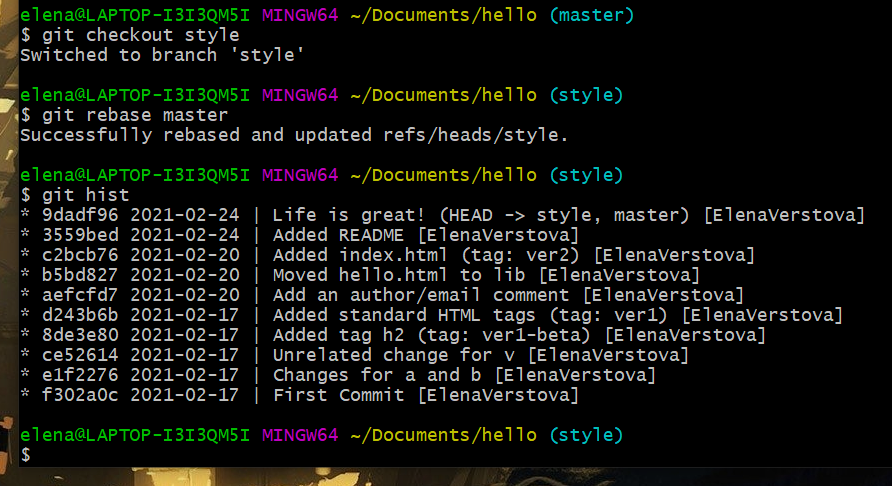 elena@LAPTOP-I3I3QM5I MINGW64 ~/Documents/hello (master)
$ git checkout style
Switched to branch 'style'
elena@LAPTOP-I3I3QM5I MINGW64 ~/Documents/hello (style)
$ git rebase master
Successfully rebased and updated refs/heads/style.
elena@LAPTOP-I3I3QM5I MINGW64 ~/Documents/hello (style)
$ git hist
* 9dadf96 2021-02-24 | Life is great! (HEAD -> style, master) [ElenaVerstova]
* 3559bed 2021-02-24 | Added README [ElenaVerstova]
* c2bcb76 2021-02-20 | Added index.html (tag: ver2) [ElenaVerstova]
* b5bd827 2021-02-20 | Moved hello.html to lib [ElenaVerstova]
* aefcfd7 2021-02-20 | Add an author/email comment [ElenaVerstova]
* d243b6b 2021-02-17 | Added standard HTML tags (tag: ver1) [ElenaVerstova]
* 8de3e80 2021-02-17 | Added tag h2 (tag: ver1-beta) [ElenaVerstova]
* ce52614 2021-02-17 | Unrelated change for v [ElenaVerstova]
* e1f2276 2021-02-17 | Changes for a and b [ElenaVerstova]
* f302a0c 2021-02-17 | First Commit [ElenaVerstova]
elena@LAPTOP-I3I3QM5I MINGW64 ~/Documents/hello (style)
$